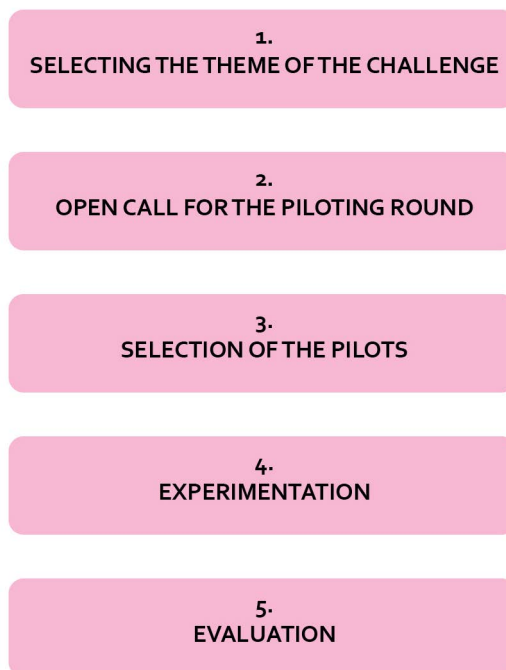 1.
SELECTING THE THEME OF THE CHALLENGE
2.
OPEN CALL FOR THE PILOTING ROUND
3.
SELECTION OF THE PILOTS
4.
EXPERIMENTATION
5.
EVALUATION